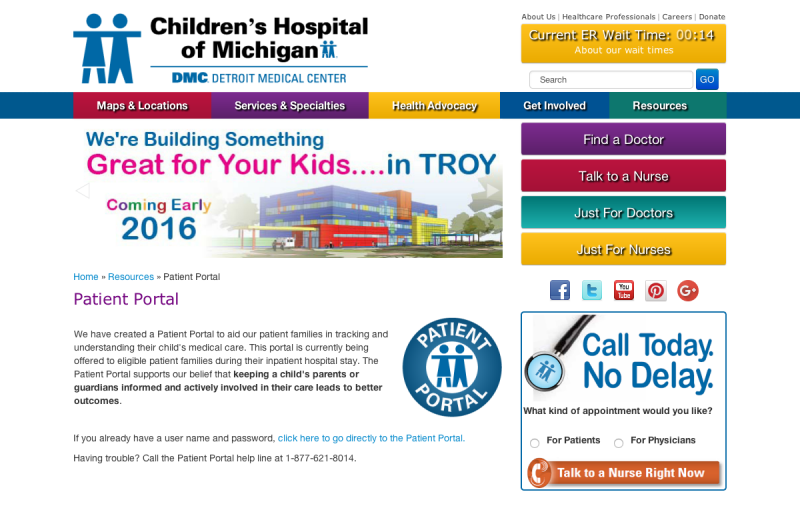 Children's Hospital
of Michigan
DMC DETROIT MEDICAL CENTER
About Us | Healthcare Professionals | Careers | Donate
Current ER Wait Time: 00:14
About our wait times
Search
GO
Maps & Locations
Services & Specialties
Health Advocacy
Get Involved
Resources
We're Building Something
Great for Your Kids....in TROY
Coming Early
2016
Find a Doctor
Talk to a Nurse
Just For Doctors
Just For Nurses
You
Tube
Home » Resources » Patient Portal
Patient Portal
We have created a Patient Portal to aid our patient families in tracking and
understanding their child's medical care. This portal is currently being
offered to eligible patient families during their inpatient hospital stay. The
Patient Portal supports our belief that keeping a child's parents or
guardians informed and actively involved in their care leads to better
outcomes.
PATIENT
PORTAL
If you already have a user name and password, click here to go directly to the Patient Portal.
Having trouble? Call the Patient Portal help line at 1-877-621-8014.
Call Today.
No Delay.
What kind of appointment would you like?
For Patients
For Physicians
Talk to a Nurse Right Now